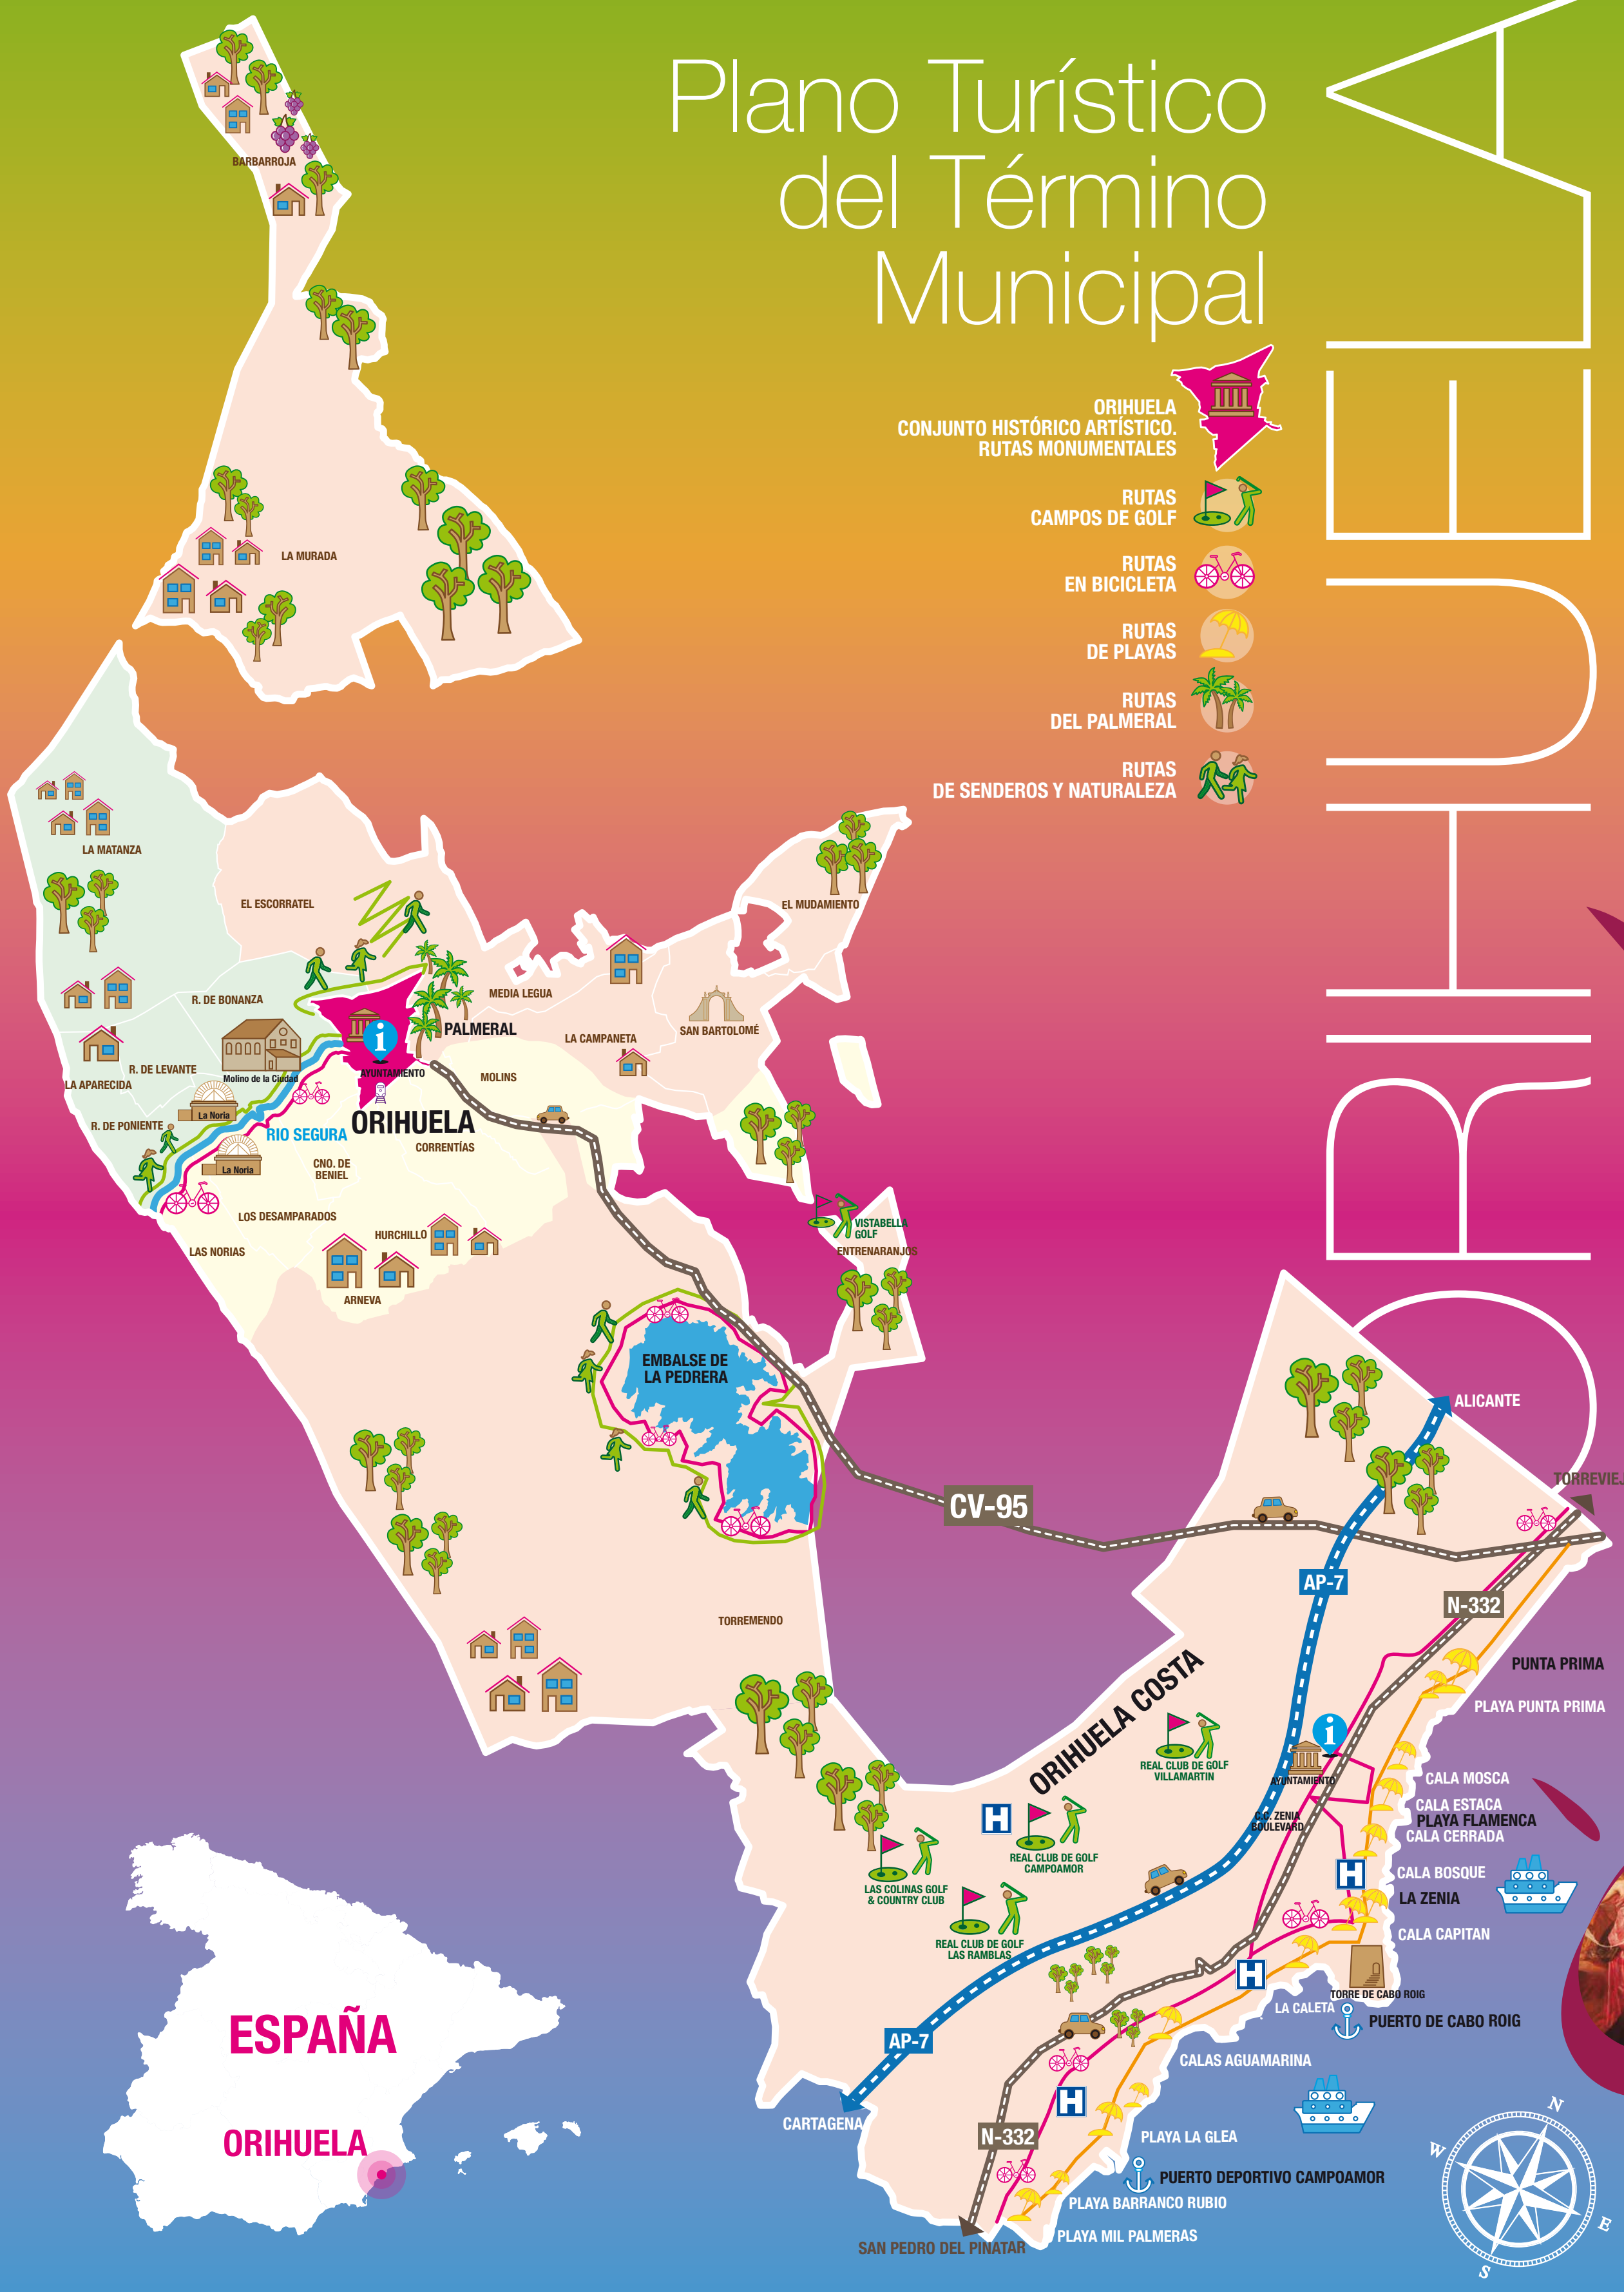 Plano Turístico
del Término
Municipal
ORIHUELA
ORIHUELA
CONJUNTO HISTÓRICO ARTÍSTICO.
RUTAS MONUMENTALES
RUTAS
CAMPOS DE GOLF
RUTAS
EN BICICLETA
RUTAS
DE PLAYAS
RUTAS
DEL PALMERAL
RUTAS
DE SENDEROS Y NATURALEZA
BARBARROJA
LA MURADA
LA MATANZA
EL ESCORRATEL
EL MUDAMIENTO
R. DE BONANZA
MEDIA LEGUA
PALMERAL
LA CAMPANETA
SAN BARTOLOMÉ
i
AYUNTAMIENTO
R. DE LEVANTE
Molino de la Ciudad
MOLINS
LA APARECIDA
La Noria
R. DE PONIENTE
RIO SEGURA
ORIHUELA
CORRENTÍAS
La Noria
CNO. DE
BENIEL
LOS DESAMPARADOS
HURCHILLO
LAS NORIAS
ARNEVA
VISTABELLA
GOLF
ENTRENARANJOS
EMBALSE DE
LA PEDRERA
ALICANTE
TORREVIEJ
CV-95
AP-7
N-332
TORREMENDO
ORIHUELA COSTA
PUNTA PRIMA
PLAYA PUNTA PRIMA
i
AYUNTAMIENTO
REAL CLUB DE GOLF
VILLAMARTIN
C.C. ZENIA
BOULEVARD
CALA MOSCA
CALA ESTACA
PLAYA FLAMENCA
CALA CERRADA
H
REAL CLUB DE GOLF
CAMPOAMOR
H
CALA BOSQUE
LAS COLINAS GOLF
& COUNTRY CLUB
LA ZENIA
REAL CLUB DE GOLF
LAS RAMBLAS
CALA CAPITAN
H
TORRE DE CABO ROIG
LA CALETA
PUERTO DE CABO ROIG
AP-7
CALAS AGUAMARINA
H
CARTAGENA
N-332
PLAYA LA GLEA
PUERTO DEPORTIVO CAMPOAMOR
PLAYA BARRANCO RUBIO
PLAYA MIL PALMERAS
SAN PEDRO DEL PINATAR
ESPAÑA
ORIHUELA
N
W
E
S